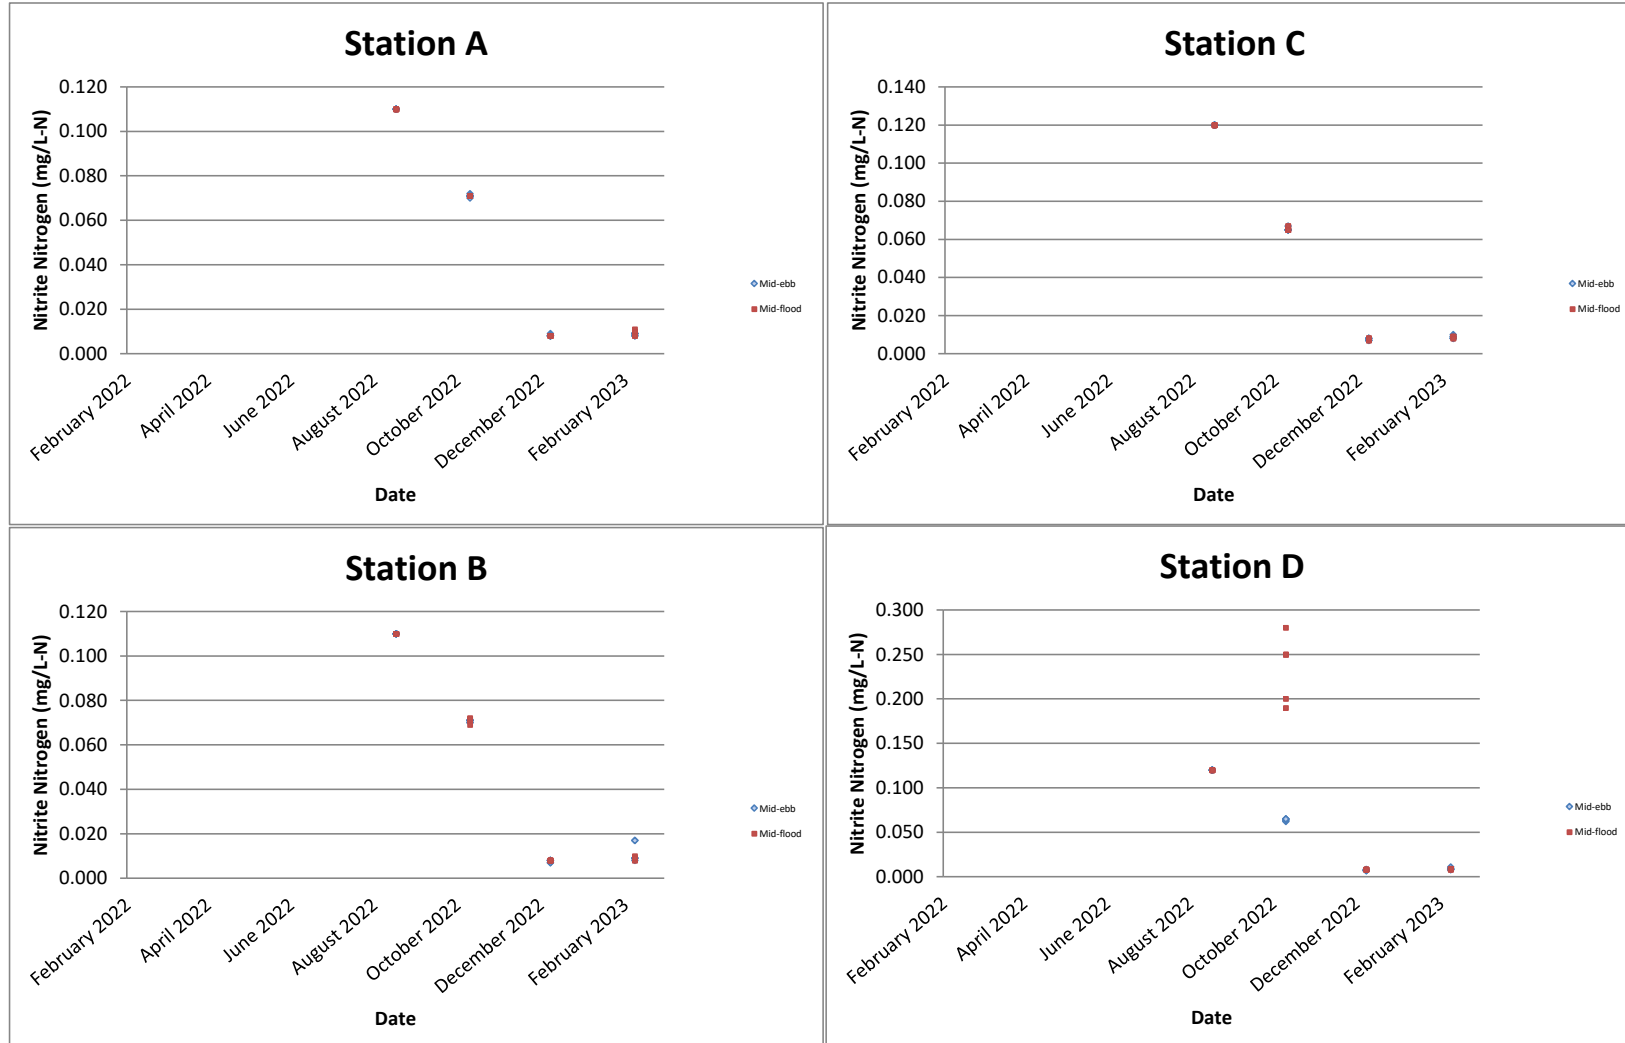 Station A
Nitrite Nitrogen (mg/L-N)
0.120
0.100
0.080
0.060
0.040
0.020
0.000
February 2022
April 2022
June 2022
August 2022
October 2022
December 2022
February 2023
Date
Mid-ebb
Mid-flood
Station C
Nitrite Nitrogen (mg/L-N)
0.140
0.120
0.100
0.080
0.060
0.040
0.020
0.000
February 2022
April 2022
June 2022
August 2022
October 2022
December 2022
February 2023
Date
Mid-ebb
Mid-flood
Station B
Nitrite Nitrogen (mg/L-N)
0.120
0.100
0.080
0.060
0.040
0.020
0.000
February 2022
April 2022
June 2022
August 2022
October 2022
December 2022
February 2023
Date
Mid-ebb
Mid-flood
Station D
Nitrite Nitrogen (mg/L-N)
0.300
0.250
0.200
0.150
0.100
0.050
0.000
February 2022
April 2022
June 2022
August 2022
October 2022
December 2022
February 2023
Date
Mid-ebb
Mid-flood